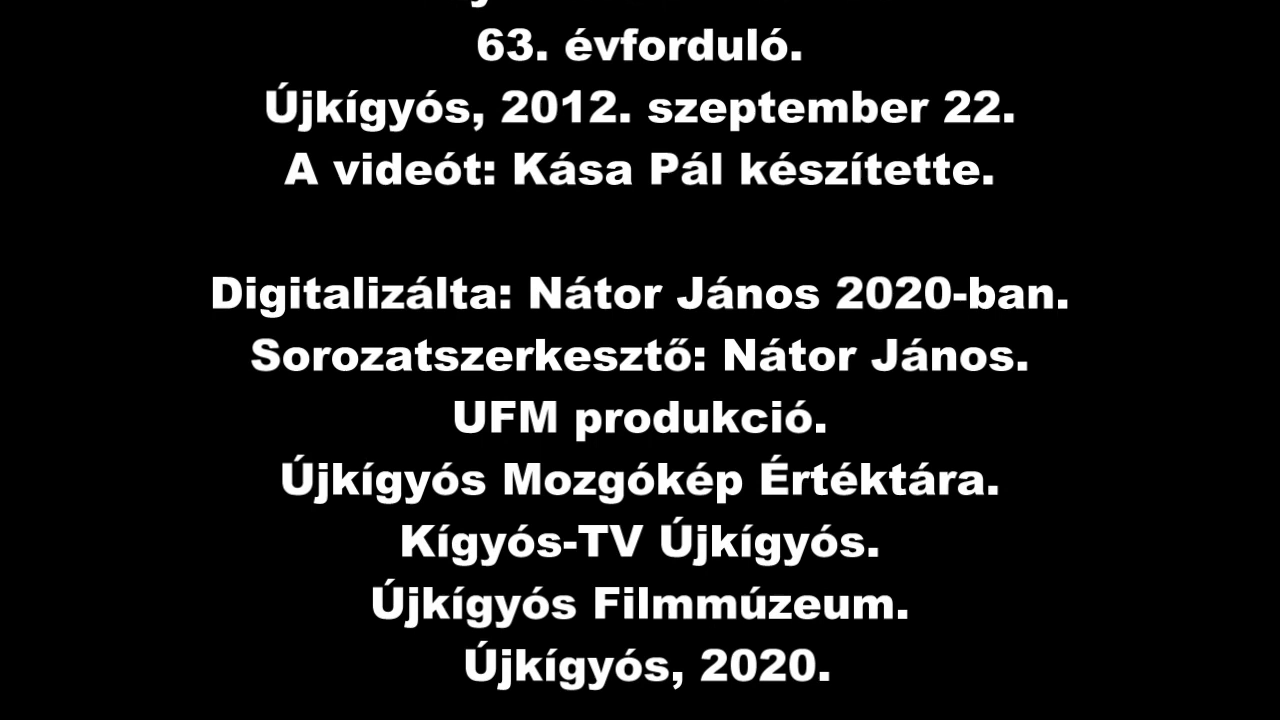 63. évforduló.
Újkígyós, 2012. szeptember 22.
A videót: Kása Pál készítette.
Digitalizálta: Nátor János 2020-ban.
Sorozatszerkesztő: Nátor János.
UFM produkció.
Újkígyós Mozgókép Értéktára.
Kígyós-TV Újkígyós.
Újkígyós Filmmúzeum.
Újkígyós, 2020.